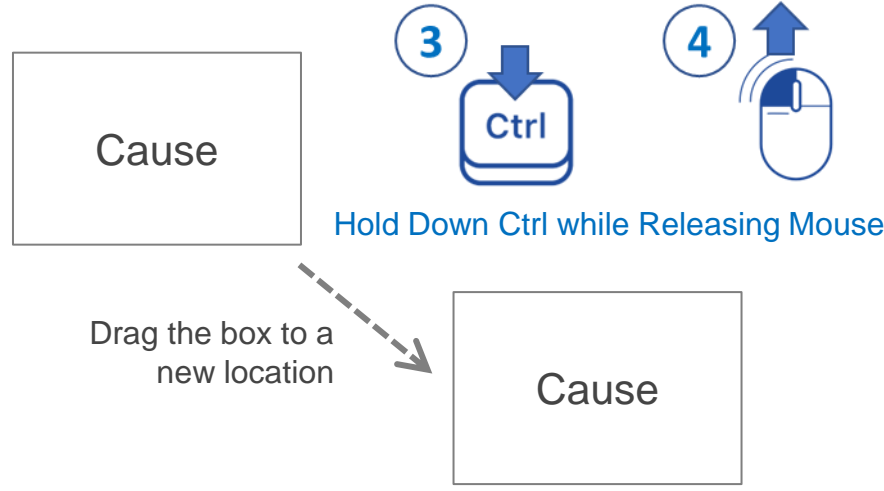 3
4
Ctrl
Cause
Hold Down Ctrl while Releasing Mouse
Drag the box to a
new location
Cause